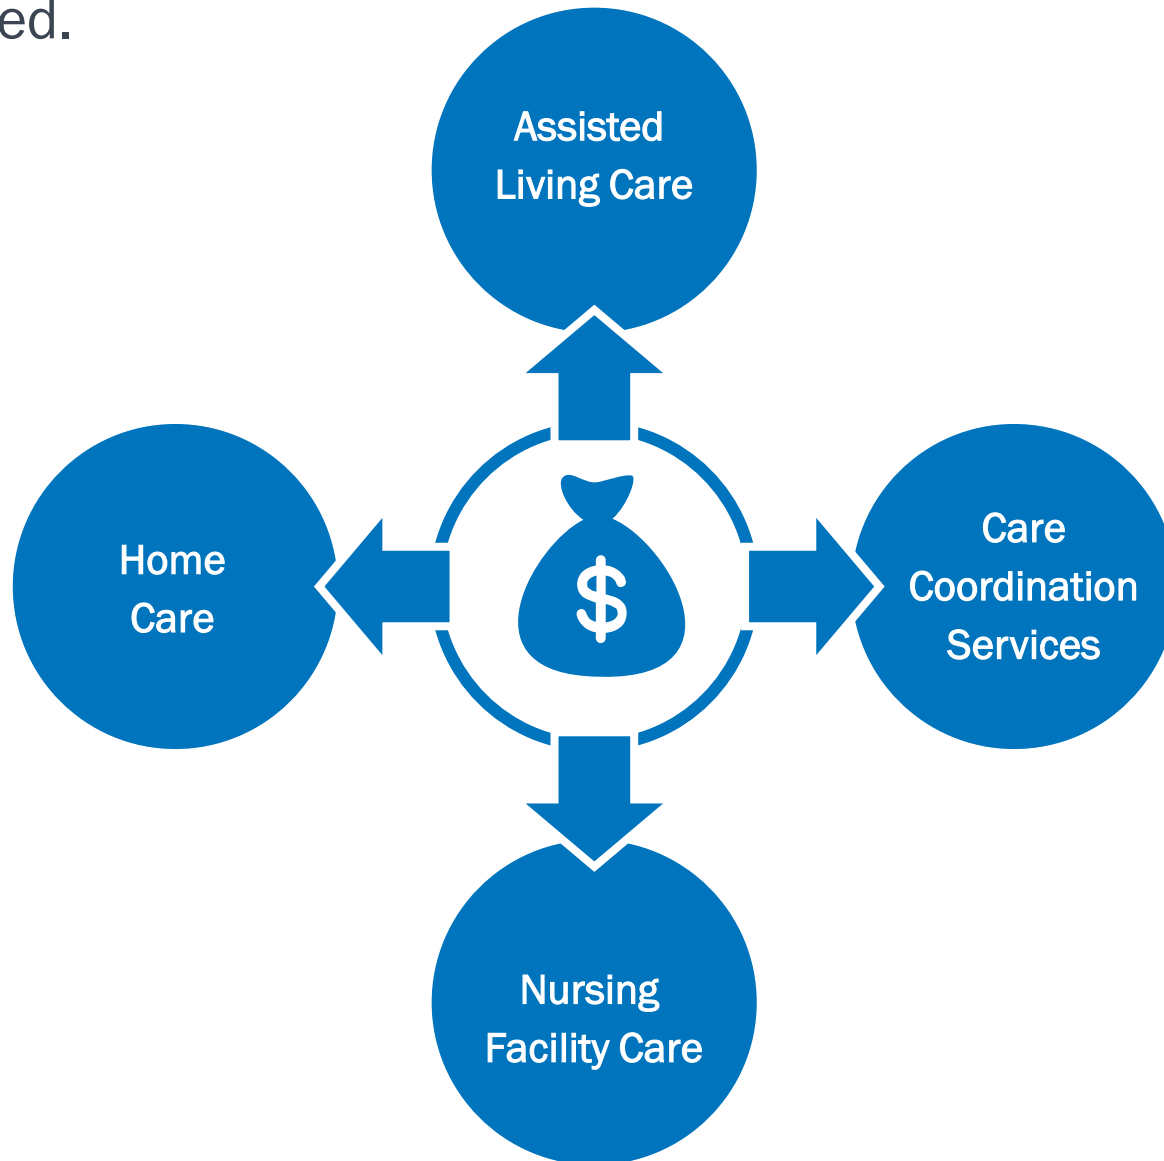 ed.
Assisted
Living Care
Home
Care
$
Care
Coordination
Services
Nursing
Facility Care